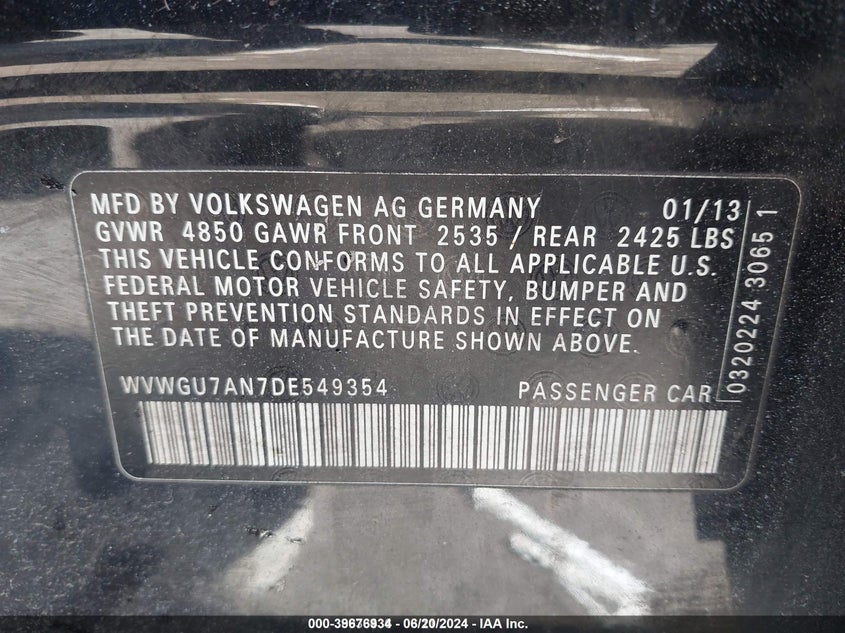 MFD BY VOLKSWAGEN AG GERMANY 01/13
GVWR 4850 GAWR FRONT 2535 / REAR 2425 LBS
THIS VEHICLE CONFORMS TO ALL APPLICABLE U.S.
FEDERAL MOTOR VEHICLE SAFETY, BUMPER AND
THEFT PREVENTION STANDARDS IN EFFECT ON
THE DATE OF MANUFACTURE SHOWN ABOVE.
WVWGU7AN7DE549354 PASSENGER CAR
0320224 3065 1
000-39676934 - 06/20/2024 - IAA Inc.